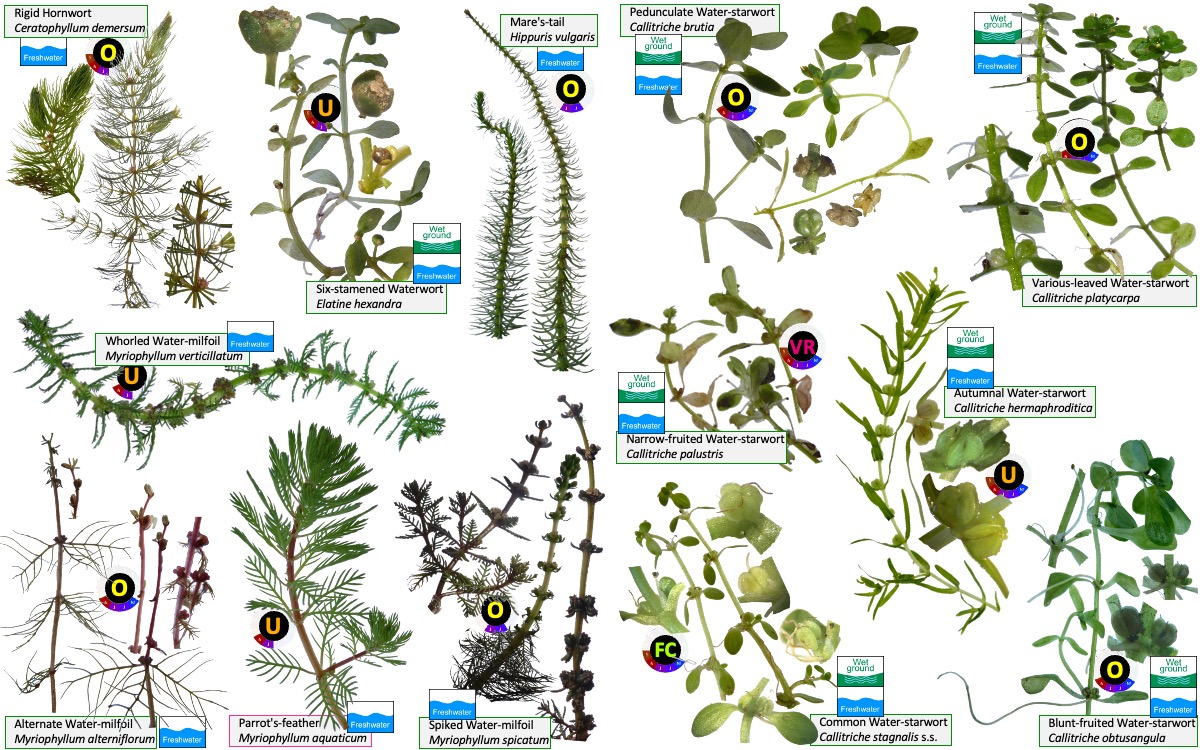 Rigid Hornwort
Ceratophyllum demersum
Freshwater
O
U
Wet
ground
Freshwater
Six-stamened Waterwort
Elatine hexandra
Mare's-tail
Hippuris vulgaris
Freshwater
O
Pedunculate Water-starwort
Callitriche brutia
Wet
ground
Freshwater
O
Wet
ground
Freshwater
O
Various-leaved Water-starwort
Callitriche platycarpa
Whorled Water-milfoil
Myriophyllum verticillatum
Freshwater
U
VR
Wet
ground
Freshwater
Narrow-fruited Water-starwort
Callitriche palustris
Wet
ground
Freshwater
Autumnal Water-starwort
Callitriche hermaphroditica
U
O
Alternate Water-milfoil
Myriophyllum alterniflorum
Freshwater
U
Parrot's-feather
Myriophyllum aquaticum
Freshwater
O
Freshwater
Spiked Water-milfoil
Myriophyllum spicatum
FC
Wet
ground
Freshwater
Common Water-starwort
Callitriche stagnalis s.s.
O
Wet
ground
Freshwater
Blunt-fruited Water-starwort
Callitriche obtusangula